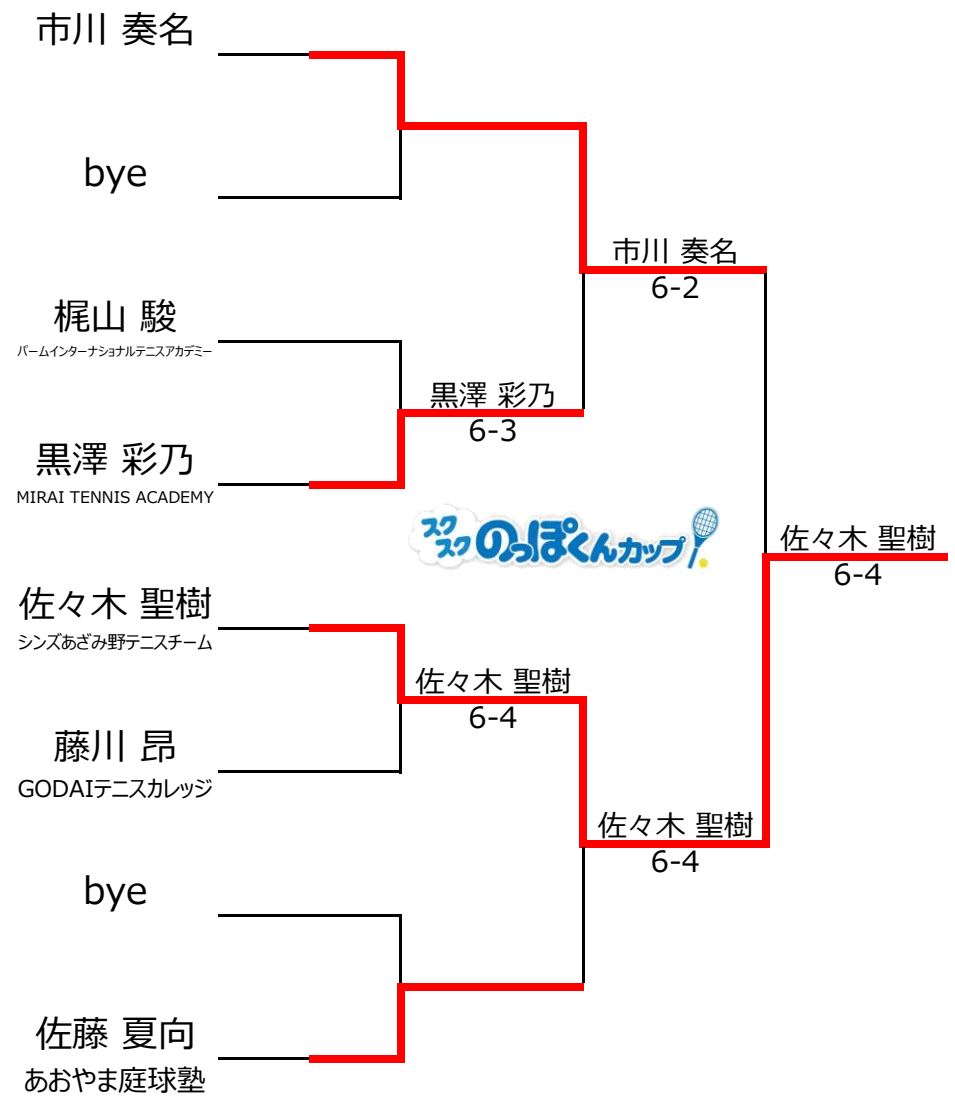 市川 奏名
bye
市川 奏名
6-2
梶山 駿
パームインターナショナルテニスアカデミー
黒澤 彩乃
6-3
黒澤 彩乃
MIRAI TENNIS ACADEMY
スク
スク のっぽくんカップ
佐々木 聖樹
6-4
佐々木 聖樹
シンズあざみ野テニスチーム
佐々木 聖樹
6-4
藤川 昂
GODAIテニスカレッジ
佐々木 聖樹
6-4
bye
佐藤 夏向
あおやま庭球塾